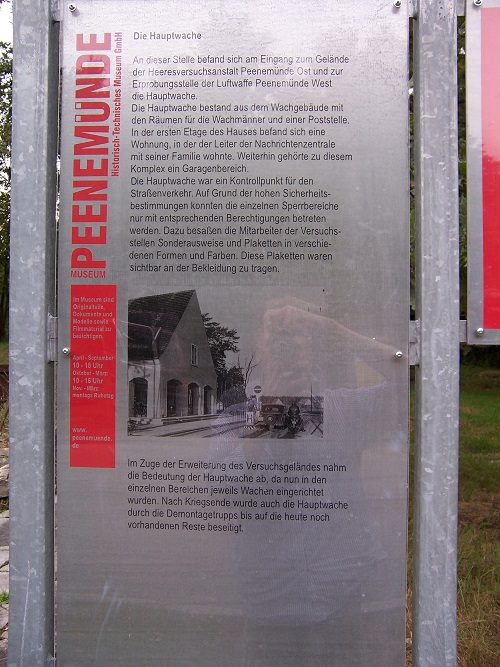 Die Hauptwache
PEENEMÜNDE
Historisch-Technisches Museum GmbH
MUSEUM
An dieser Stelle befand sich am Eingang zum Gelände
der Heeresversuchsanstalt Peenemünde Ost und zur
Erprobungsstelle der Luftwaffe Peenemünde West
die Hauptwache.
Die Hauptwache bestand aus dem Wachgebäude mit
den Räumen für die Wachmänner und einer Poststelle.
In der ersten Etage des Hauses befand sich eine
Wohnung, in der der Leiter der Nachrichtenzentrale
mit seiner Familie wohnte. Weiterhin gehörte zu diesem
Komplex ein Garagenbereich.
Die Hauptwache war ein Kontrollpunkt für den
Straßenverkehr. Auf Grund der hohen Sicherheits-
bestimmungen konnten die einzelnen Sperrbereiche
nur mit entsprechenden Berechtigungen betreten
werden. Dazu besaßen die Mitarbeiter der Versuchs-
stellen Sonderausweise und Plaketten in verschie-
denen Formen und Farben. Diese Plaketten waren
sichtbar an der Bekleidung zu tragen.
Im Museum sind
Originalteile,
Dokumente und
Modelle sowie
Filmmaterial zu
besichtigen.
April - September
10 - 18 Uhr
Oktober - März
10 - 16 Uhr
Nov. - März
montags Ruhetag
www.
peenemuende.
de
Im Zuge der Erweiterung des Versuchsgeländes nahm
die Bedeutung der Hauptwache ab, da nun in den
einzelnen Bereichen jeweils Wachen eingerichtet
wurden. Nach Kriegsende wurde auch die Hauptwache
durch die Demontagetrupps bis auf die heute noch
vorhandenen Reste beseitigt.